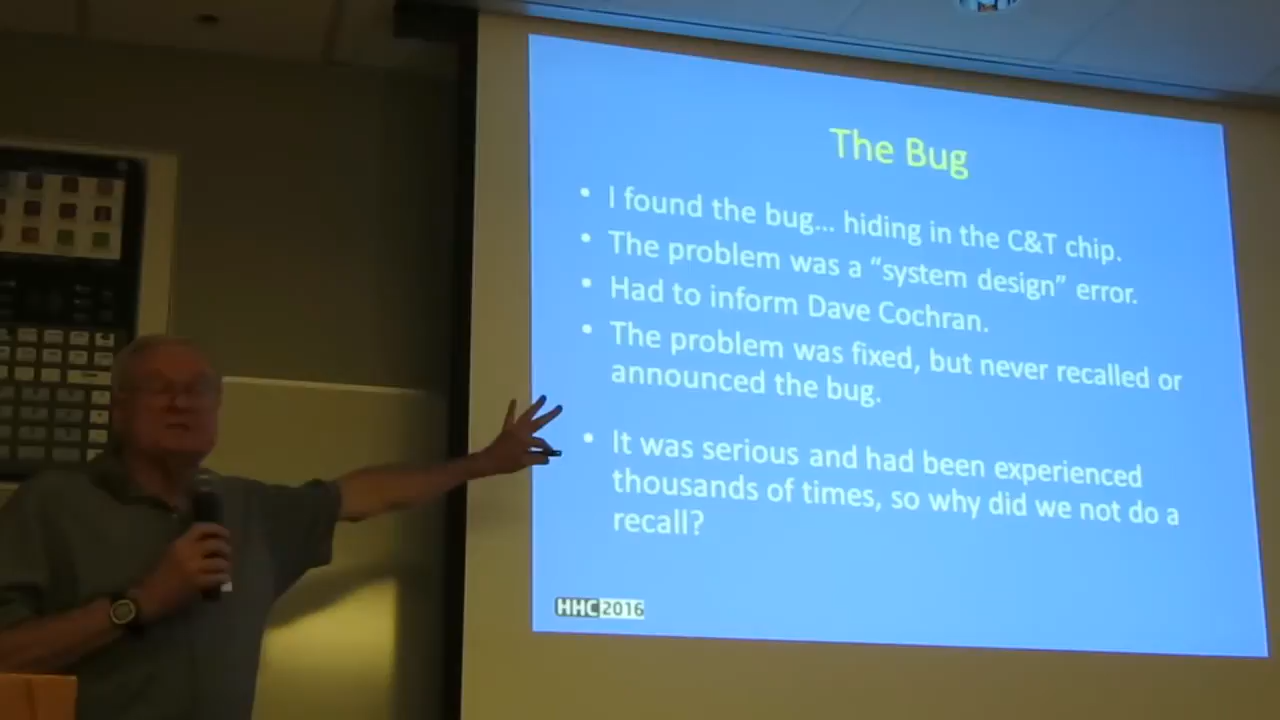 The Bug
• I found the bug... hiding in the C&T chip.
• The problem was a “system design” error.
• Had to inform Dave Cochran.
• The problem was fixed, but never recalled or
announced the bug.
• It was serious and had been experienced
thousands of times, so why did we not do a
recall?
HHC 2016